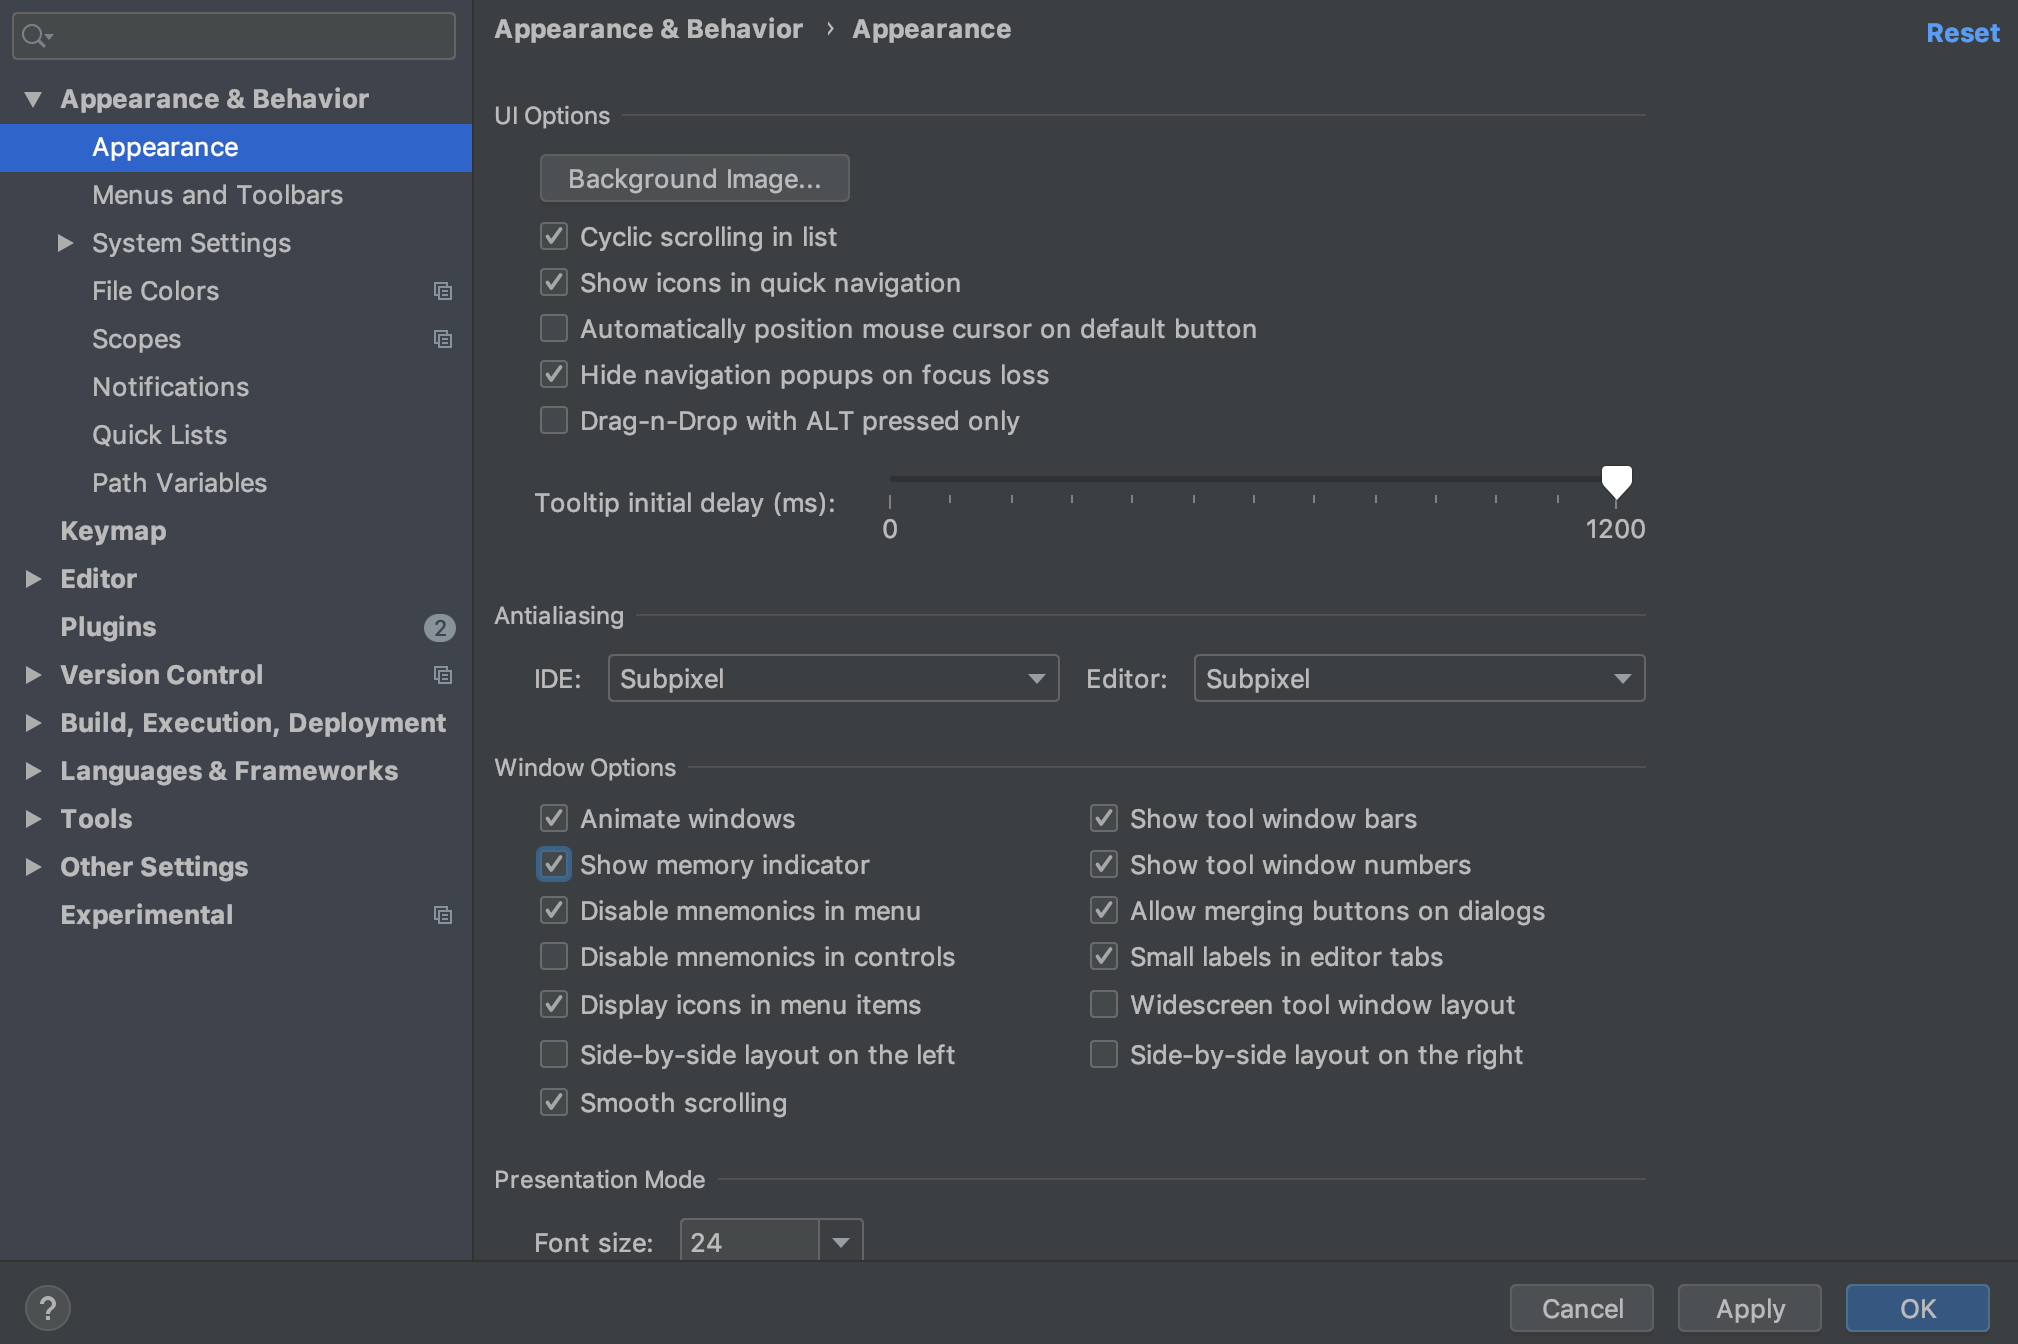 Appearance & Behavior
Appearance
Menus and Toolbars
System Settings
File Colors
Scopes
Notifications
Quick Lists
Path Variables
Keymap
Editor
Plugins 2
Version Control
Build, Execution, Deployment
Languages & Frameworks
Tools
Other Settings
Experimental
Appearance & Behavior › Appearance
Reset
UI Options
Background Image...
Cyclic scrolling in list
Show icons in quick navigation
Automatically position mouse cursor on default button
Hide navigation popups on focus loss
Drag-n-Drop with ALT pressed only
Tooltip initial delay (ms):
0 1200
Antialiasing
IDE: Subpixel Editor: Subpixel
Window Options
Animate windows Show tool window bars
Show memory indicator Show tool window numbers
Disable mnemonics in menu Allow merging buttons on dialogs
Disable mnemonics in controls Small labels in editor tabs
Display icons in menu items Widescreen tool window layout
Side-by-side layout on the left Side-by-side layout on the right
Smooth scrolling
Presentation Mode
Font size: 24
? Cancel Apply OK